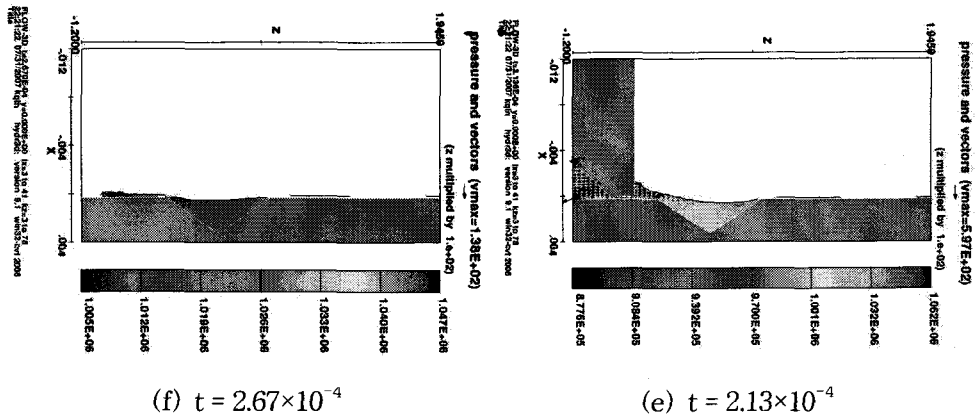 pressure and vectors (vmax=1.38E+02)
(z multiplied by 1.e+02)
1.9459
Z
-1.2000
-.012
-.004
X
.004
1.005E+06
1.012E+06
1.019E+06
1.026E+06
1.033E+06
1.040E+06
1.047E+06
(f) t = 2.67×10⁻⁴
pressure and vectors (vmax=5.97E+02)
(z multiplied by 1.e+02)
1.9459
Z
-1.2000
-.012
-.004
X
.004
8.776E+05
9.084E+05
9.392E+05
9.700E+05
1.001E+06
1.032E+06
1.062E+06
(e) t = 2.13×10⁻⁴